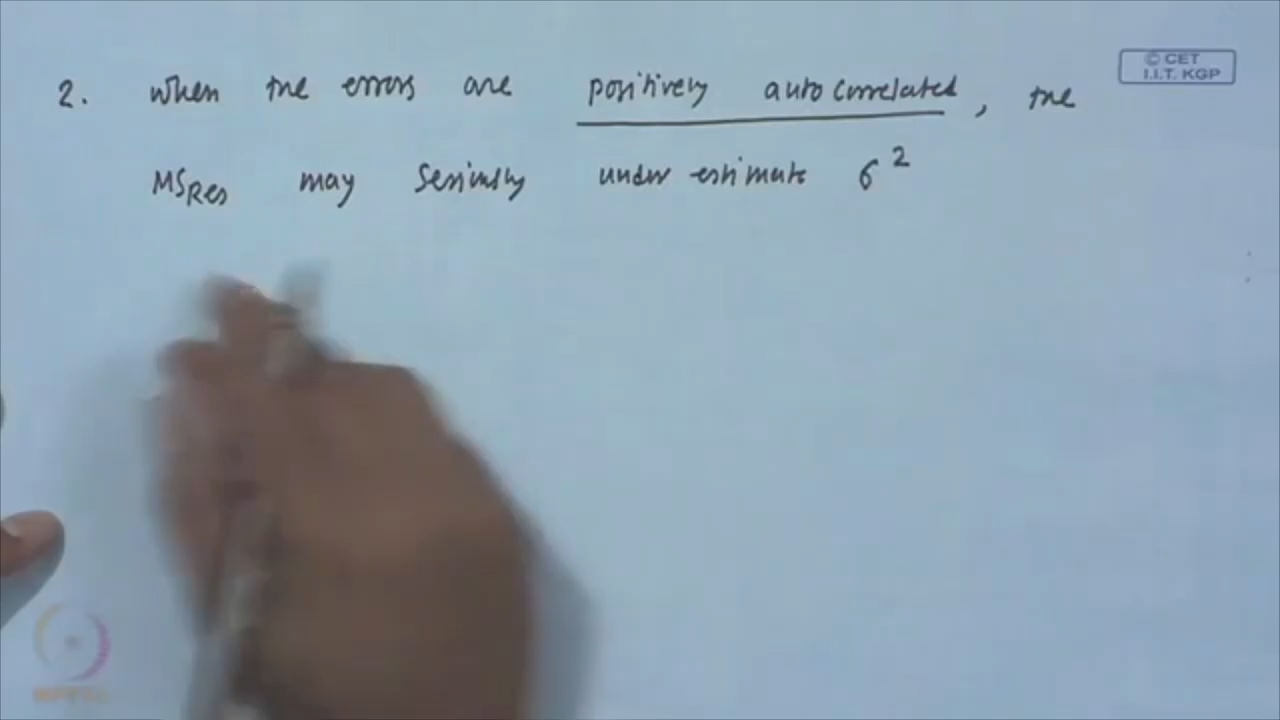 2. When the errors are positively autocorrelated, the
MSRes may seriously under estimate σ²
© CET
I.I.T. KGP